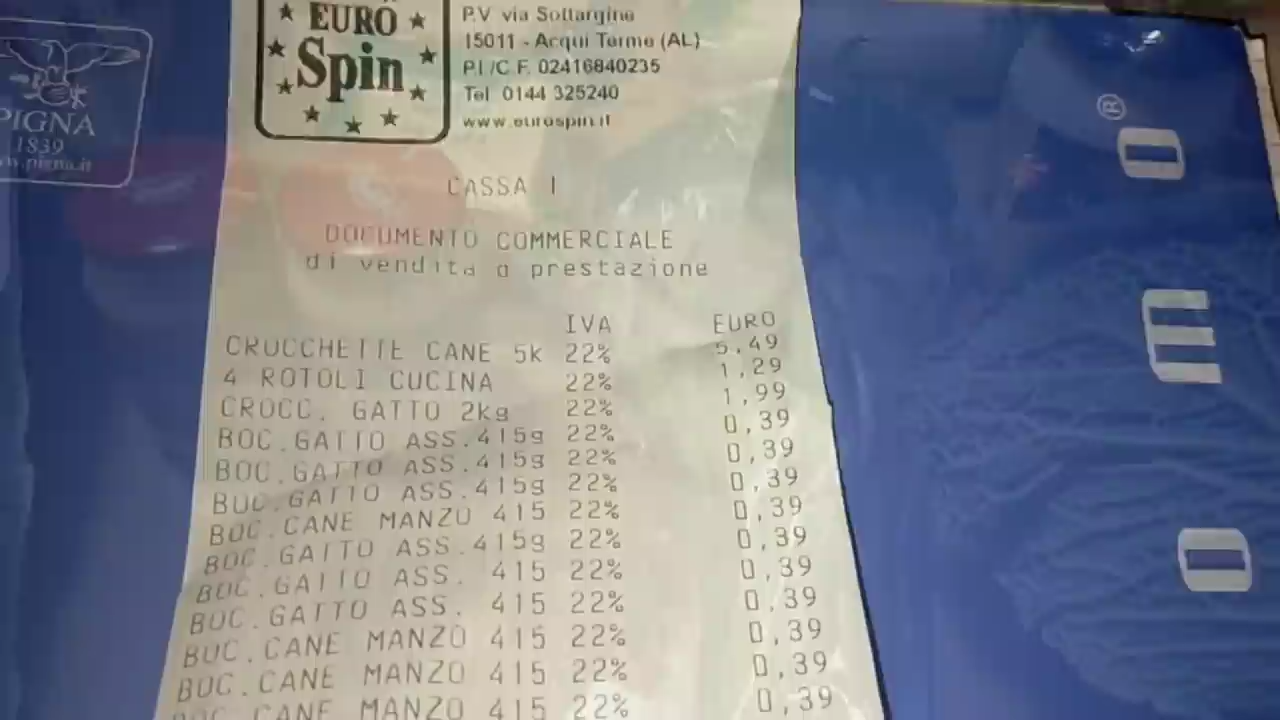 EURO
Spin
P.V. via Sottargine
15011 - Acqui Terme (AL)
P.I./C.F. 02416840235
Tel. 0144 325240
www.eurospin.it
PIGNA
1839
CASSA 1
DOCUMENTO COMMERCIALE
di vendita o prestazione
IVA EURO
CROCCHETTE CANE 5k 22% 5,49
4 ROTOLI CUCINA 22% 1,29
CROCC. GATTO 2kg 22% 1,99
BOC.GATTO ASS.415g 22% 0,39
BOC.GATTO ASS.415g 22% 0,39
BOC.GATTO ASS.415g 22% 0,39
BOC.CANE MANZO 415 22% 0,39
BOC.GATTO ASS.415g 22% 0,39
BOC.GATTO ASS. 415 22% 0,39
BOC.GATTO ASS. 415 22% 0,39
BOC.CANE MANZO 415 22% 0,39
BOC.CANE MANZO 415 22% 0,39
BOC.CANE MANZO 415 22% 0,39